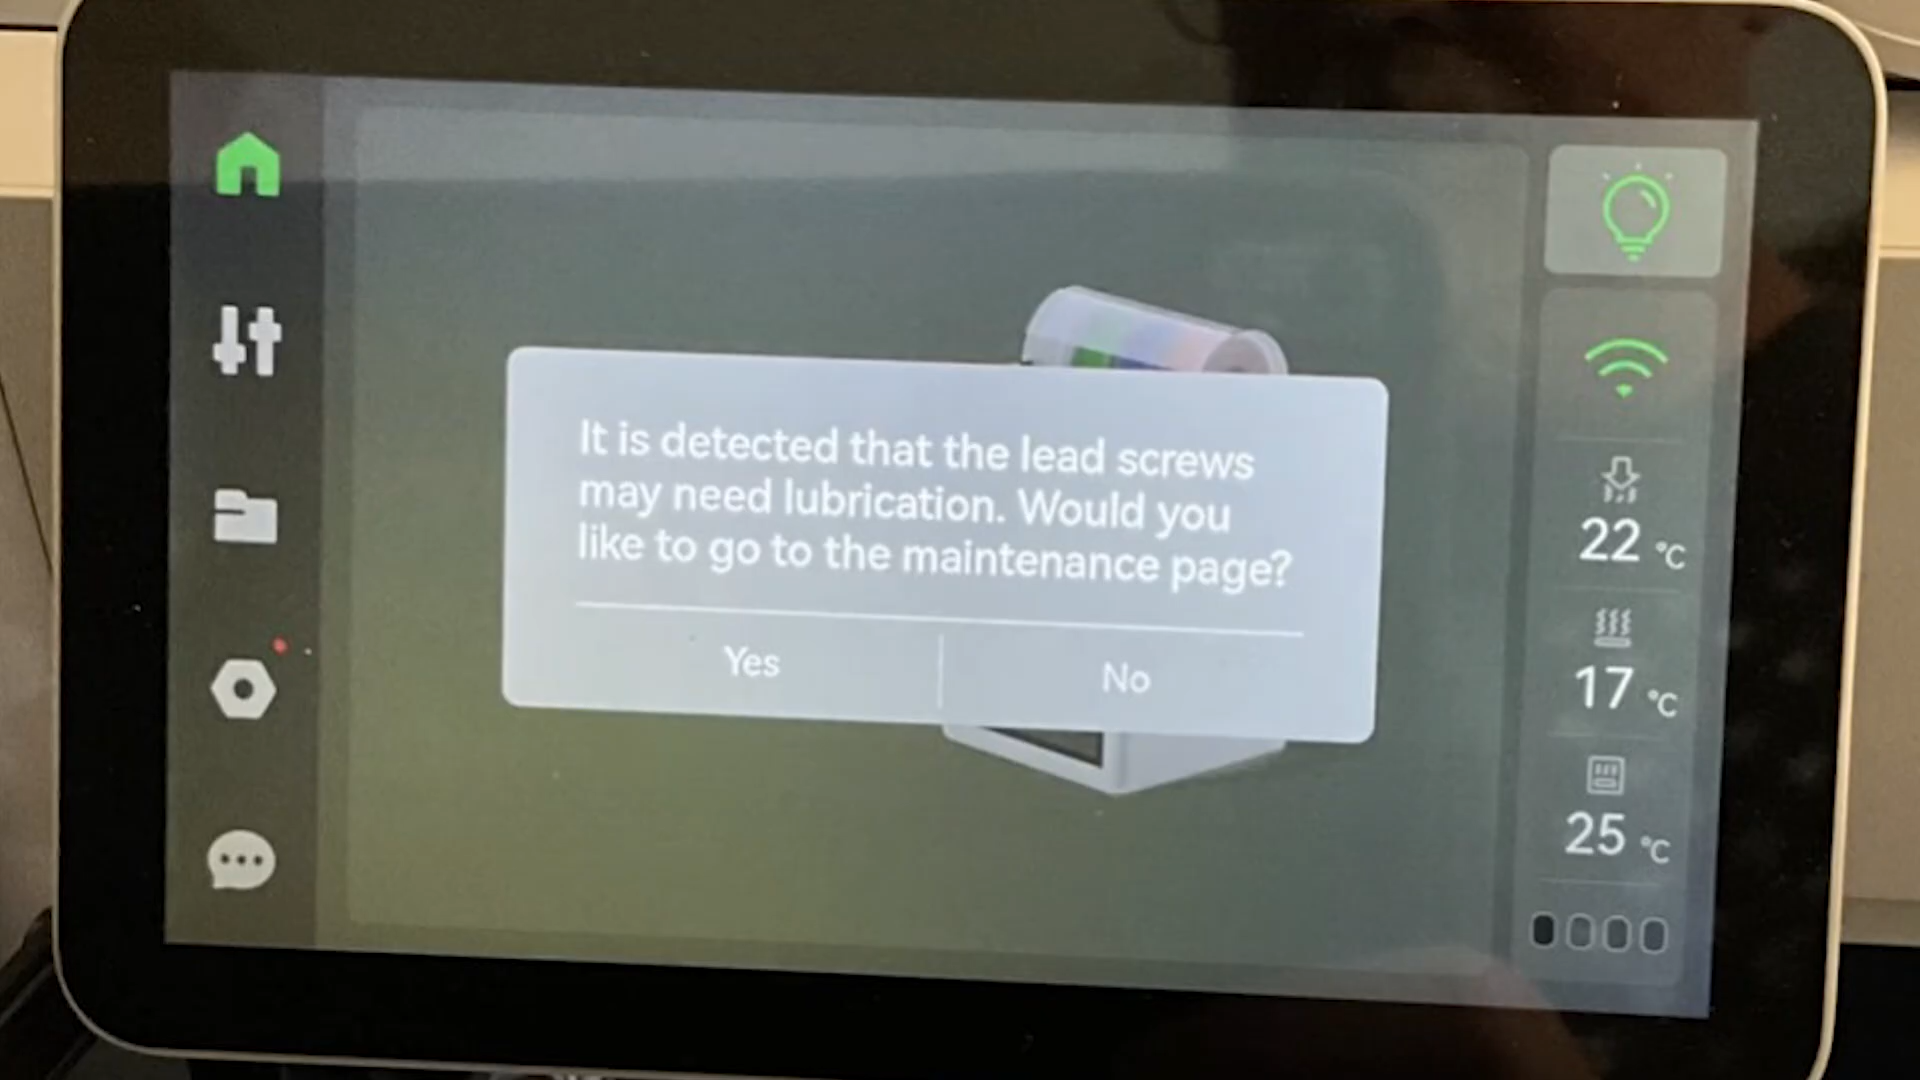 It is detected that the lead screws
may need lubrication. Would you
like to go to the maintenance page?
Yes
No
22 °C
17 °C
25 °C